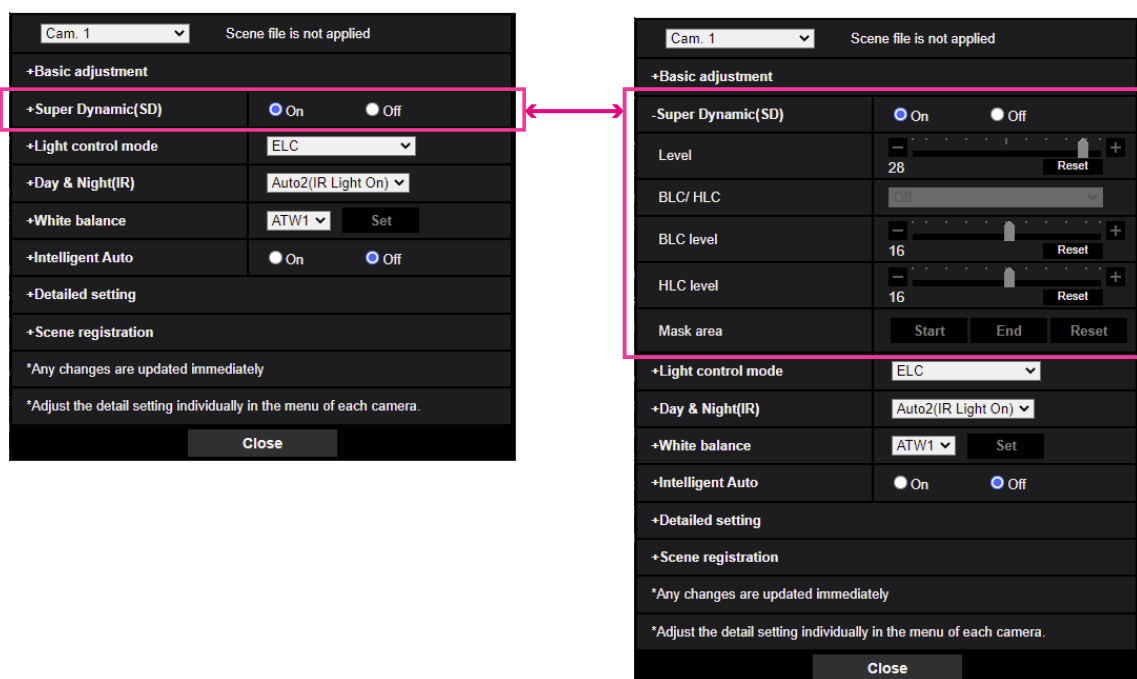 Cam. 1 Scene file is not applied
+Basic adjustment
+Super Dynamic(SD) On Off
+Light control mode ELC
+Day & Night(IR) Auto2(IR Light On)
+White balance ATW1 Set
+Intelligent Auto On Off
+Detailed setting
+Scene registration
*Any changes are updated immediately
*Adjust the detail setting individually in the menu of each camera.
Close
Cam. 1 Scene file is not applied
+Basic adjustment
-Super Dynamic(SD) On Off
Level - +
28 Reset
BLC/ HLC Off
BLC level - +
16 Reset
HLC level - +
16 Reset
Mask area Start End Reset
+Light control mode ELC
+Day & Night(IR) Auto2(IR Light On)
+White balance ATW1 Set
+Intelligent Auto On Off
+Detailed setting
+Scene registration
*Any changes are updated immediately
*Adjust the detail setting individually in the menu of each camera.
Close